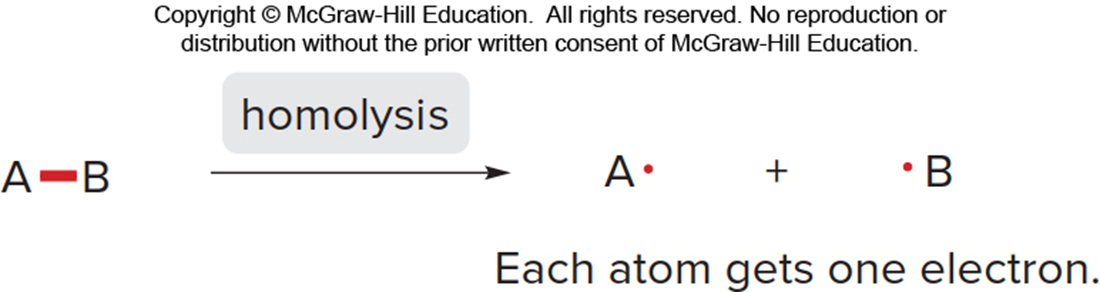 Copyright © McGraw-Hill Education.  All rights reserved. No reproduction or
distribution without the prior written consent of McGraw-Hill Education.
homolysis
A B A• + •B
Each atom gets one electron.